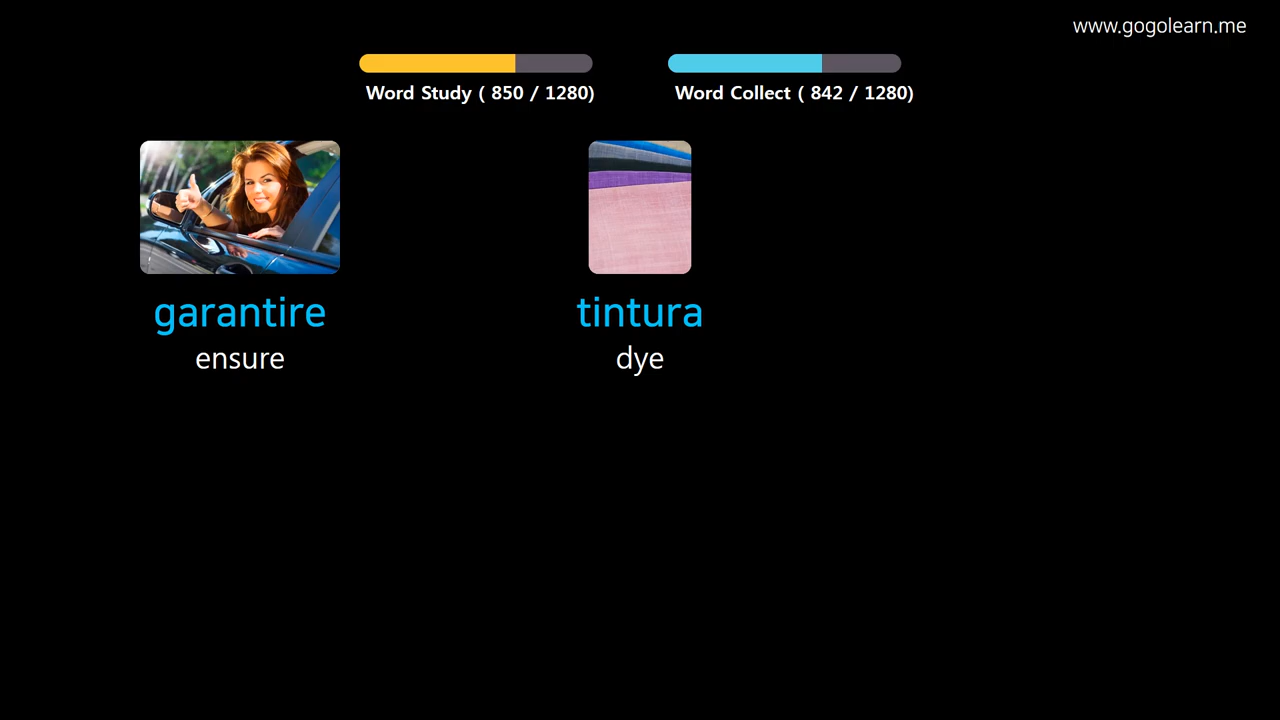 www.gogolearn.me
Word Study ( 850 / 1280)
Word Collect ( 842 / 1280)
garantire
ensure
tintura
dye